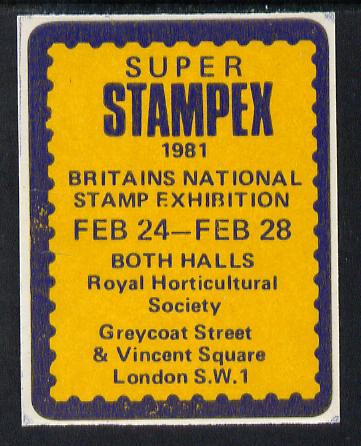 SUPER
STAMPEX
1981
BRITAINS NATIONAL
STAMP EXHIBITION
FEB 24—FEB 28
BOTH HALLS
Royal Horticultural
Society
Greycoat Street
& Vincent Square
London S.W.1